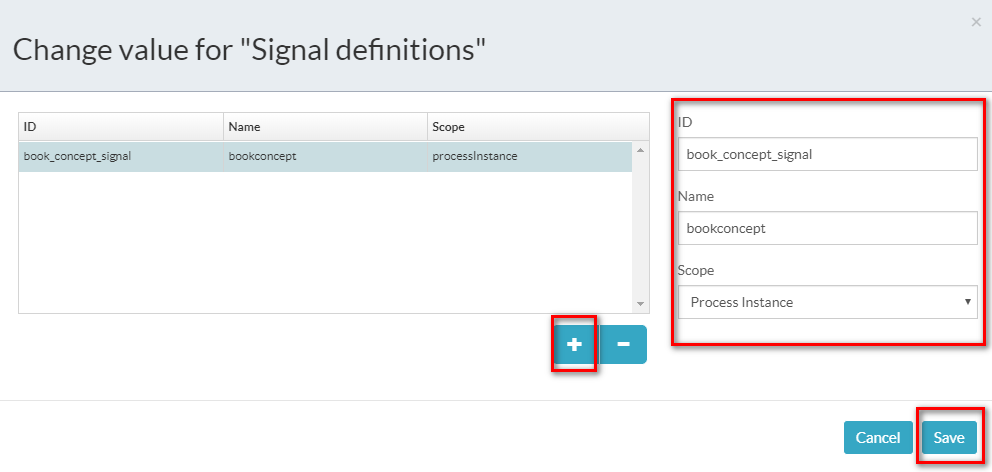 ×
Change value for "Signal definitions"
ID Name Scope
book_concept_signal bookconcept processInstance
ID
book_concept_signal
Name
bookconcept
Scope
Process Instance
+ −
Cancel Save